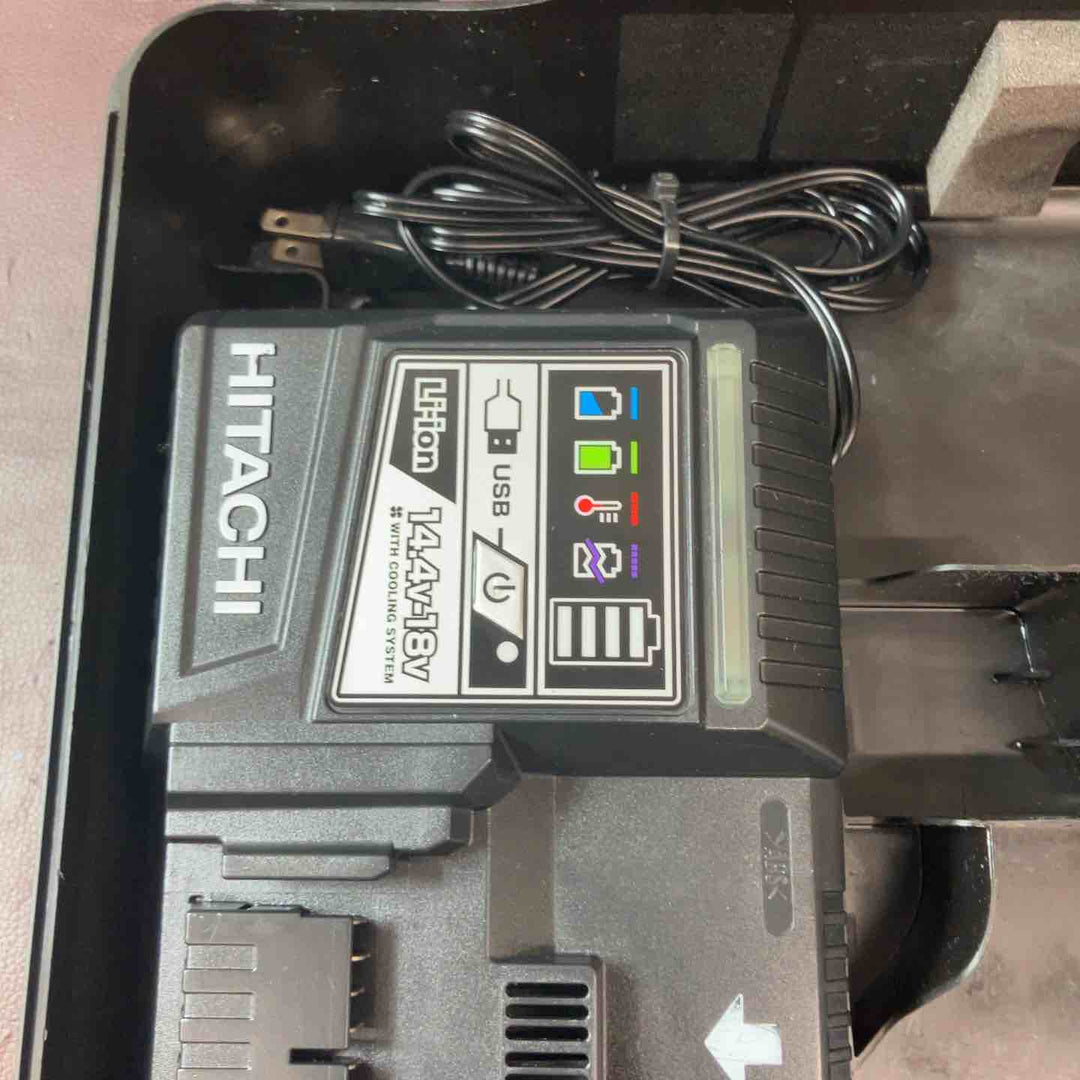 HITACHI
Li-ion
14.4v-18v
WITH COOLING SYSTEM
USB